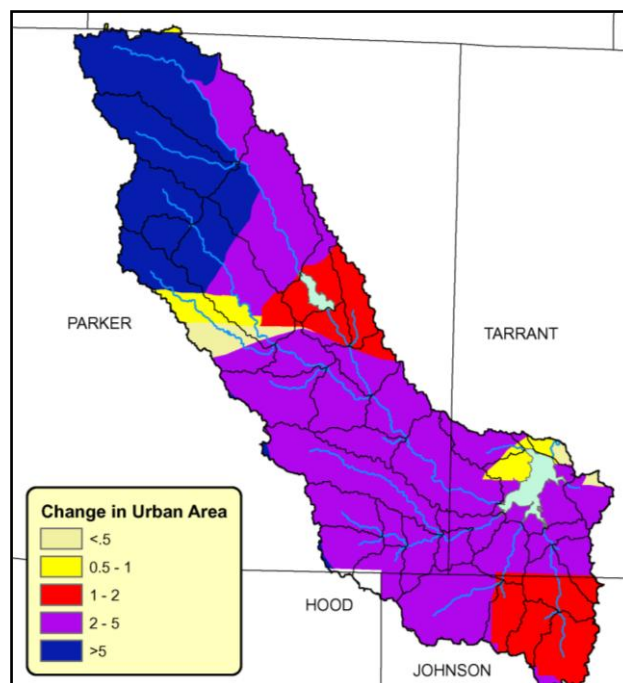 PARKER
TARRANT
Change in Urban Area
<.5
0.5 - 1
1 - 2
2 - 5
>5
HOOD
JOHNSON